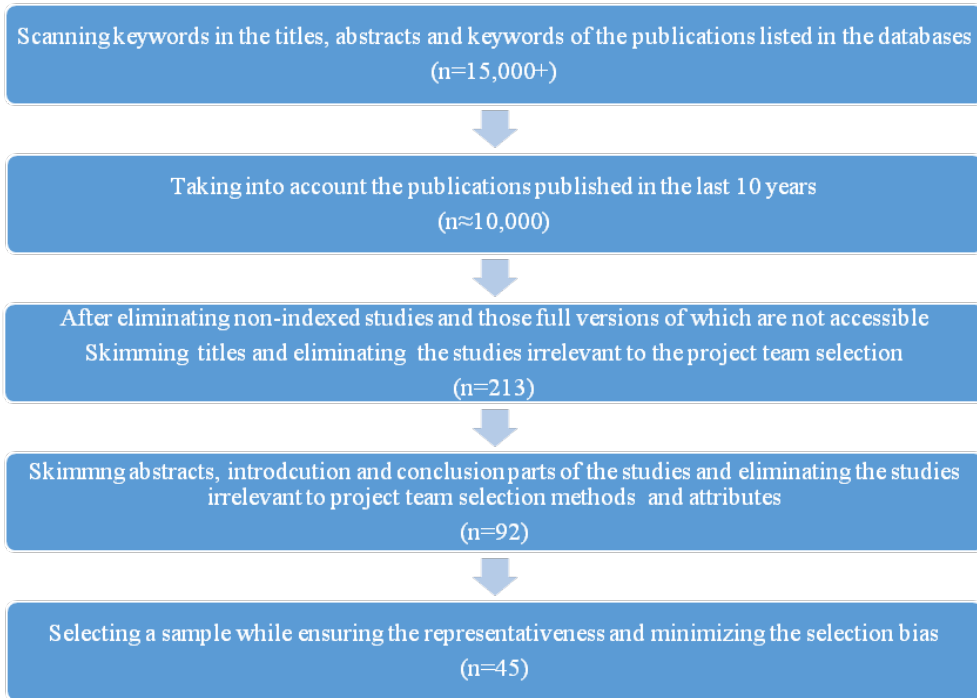 Scanning keywords in the titles, abstracts and keywords of the publications listed in the databases
(n=15,000+)
Taking into account the publications published in the last 10 years
(n≈10,000)
After eliminating non-indexed studies and those full versions of which are not accessible
Skimming titles and eliminating the studies irrelevant to the project team selection
(n=213)
Skimmng abstracts, introdcution and conclusion parts of the studies and eliminating the studies
irrelevant to project team selection methods and attributes
(n=92)
Selecting a sample while ensuring the representativeness and minimizing the selection bias
(n=45)